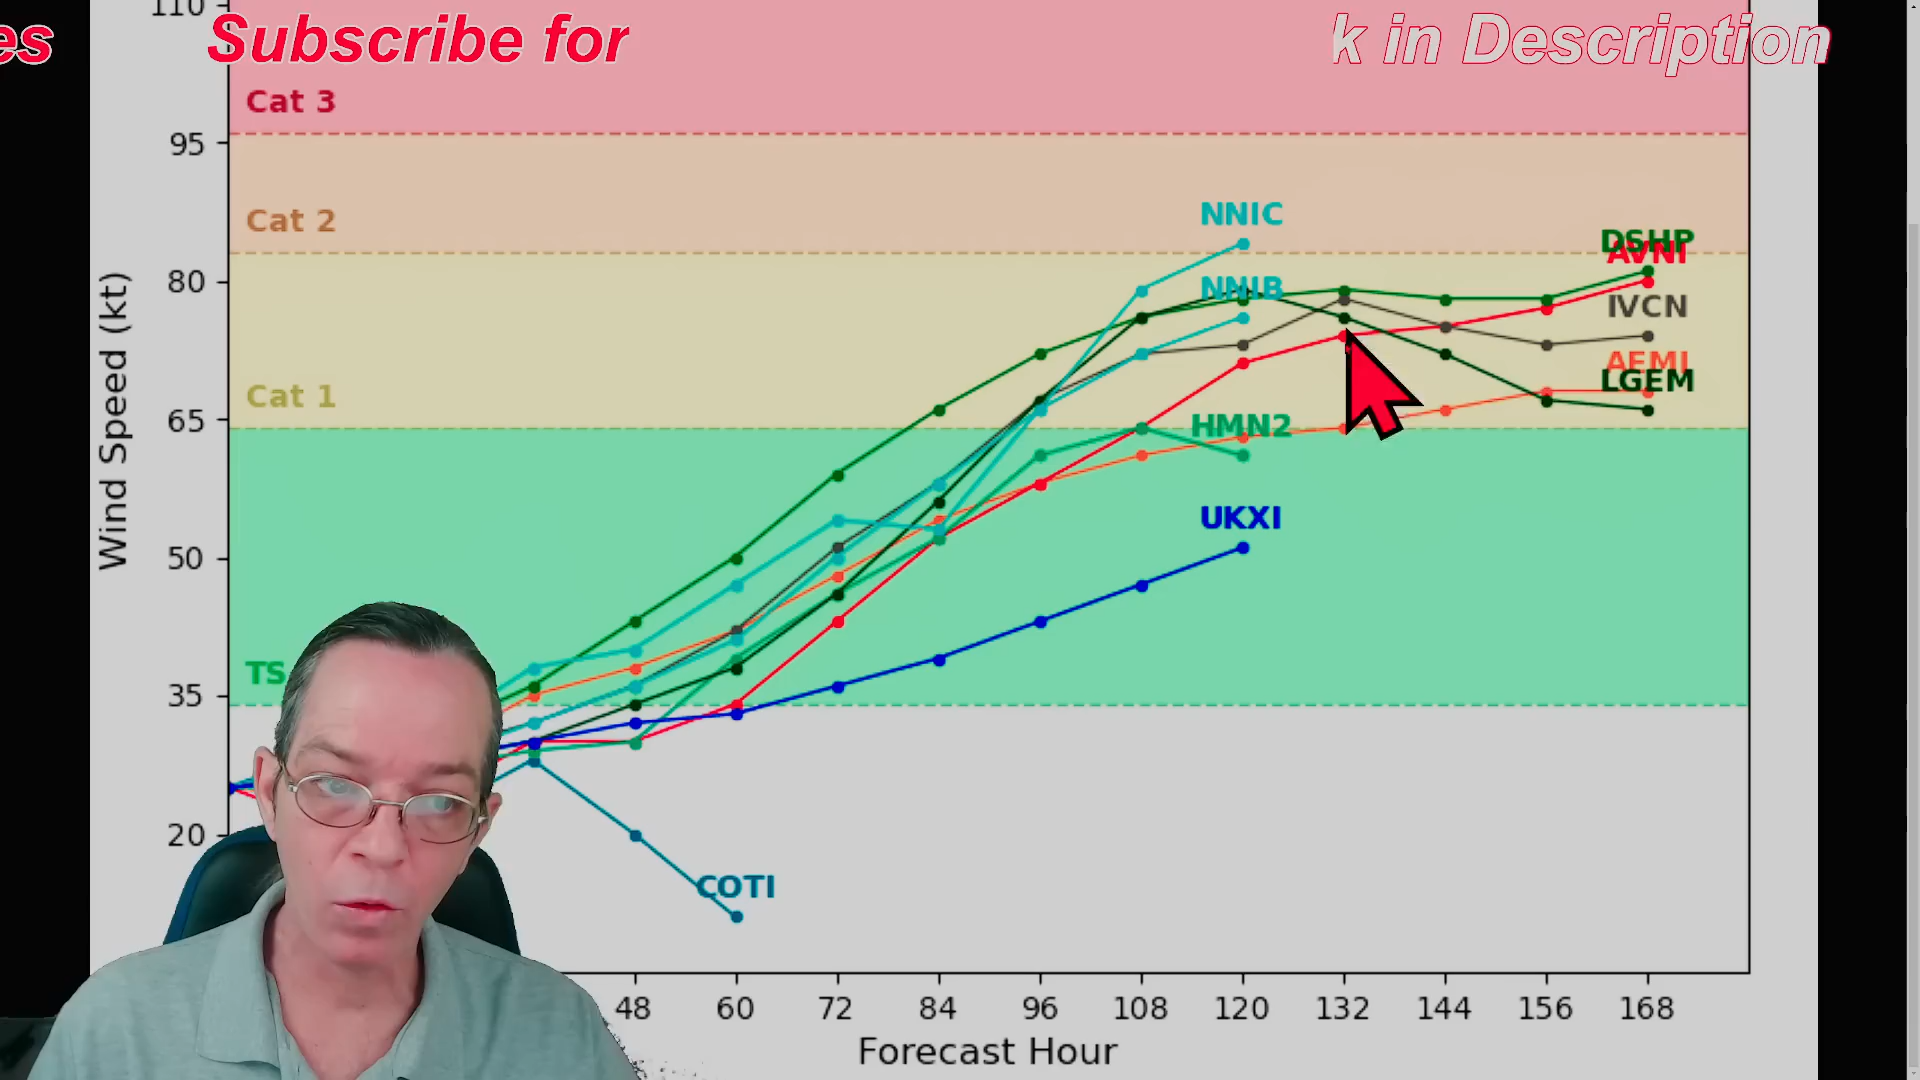 110
es Subscribe for k in Description
Cat 3
95
Cat 2
NNIC
DSHP
AVNI
80
NNIB
IVCN
AEMI
LGEM
Cat 1
65
HMN2
UKXI
50
Wind Speed (kt)
TS
35
20
COTI
48 60 72 84 96 108 120 132 144 156 168
Forecast Hour